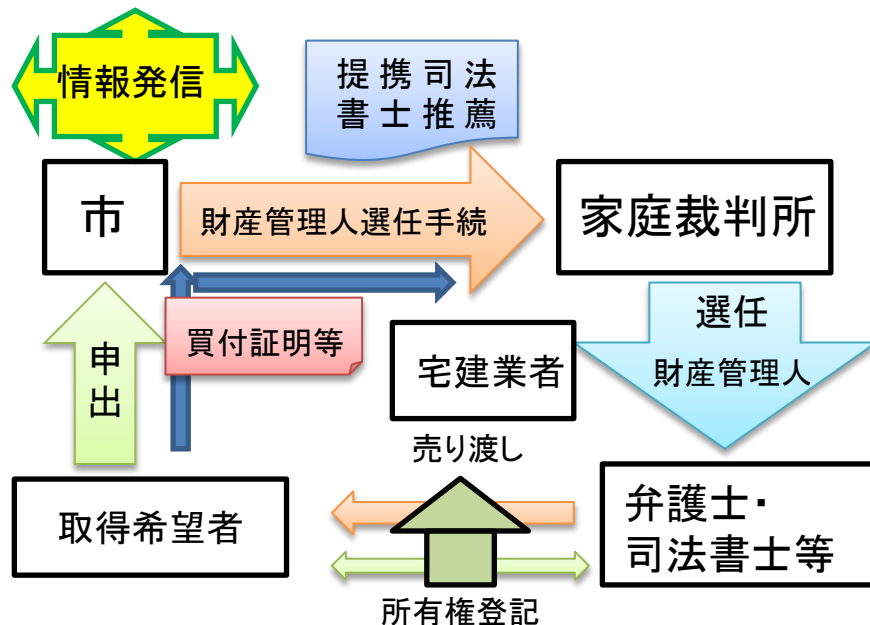 情報発信
提携司法
書士推薦
市
財産管理人選任手続
家庭裁判所
買付証明等
申
出
宅建業者
選任
財産管理人
売り渡し
取得希望者
弁護士・
司法書士等
所有権登記